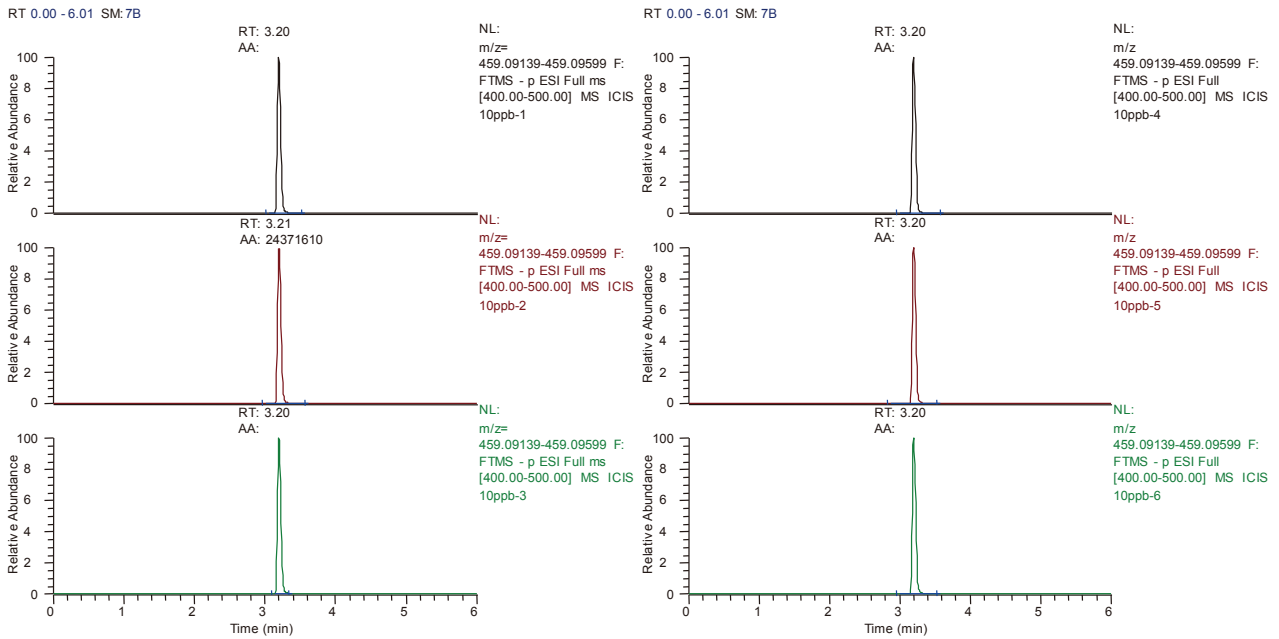 RT 0.00 - 6.01 SM: 7B
RT: 3.20
AA:
NL:
m/z=
459.09139-459.09599 F:
FTMS - p ESI Full ms
[400.00-500.00] MS ICIS
10ppb-1
Relative Abundance
100
8
6
4
2
0
RT: 3.21
AA: 24371610
NL:
m/z=
459.09139-459.09599 F:
FTMS - p ESI Full ms
[400.00-500.00] MS ICIS
10ppb-2
Relative Abundance
100
8
6
4
2
0
RT: 3.20
AA:
NL:
m/z=
459.09139-459.09599 F:
FTMS - p ESI Full ms
[400.00-500.00] MS ICIS
10ppb-3
Relative Abundance
100
8
6
4
2
0
0 1 2 3 4 5 6
Time (min)
RT 0.00 - 6.01 SM: 7B
RT: 3.20
AA:
NL:
m/z
459.09139-459.09599 F:
FTMS - p ESI Full
[400.00-500.00] MS ICIS
10ppb-4
Relative Abundance
100
8
6
4
2
0
RT: 3.20
AA:
NL:
m/z
459.09139-459.09599 F:
FTMS - p ESI Full
[400.00-500.00] MS ICIS
10ppb-5
Relative Abundance
100
8
6
4
2
0
RT: 3.20
AA:
NL:
m/z
459.09139-459.09599 F:
FTMS - p ESI Full
[400.00-500.00] MS ICIS
10ppb-6
Relative Abundance
100
8
6
4
2
0
0 1 2 3 4 5 6
Time (min)